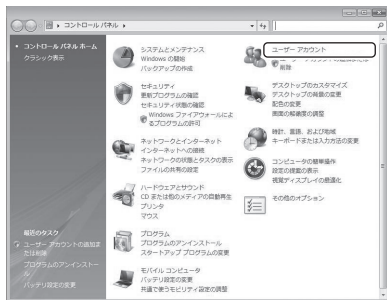 コントロール パネル
コントロール パネル ホーム
クラシック表示
システムとメンテナンス
Windows の開始
バックアップの作成
セキュリティ
更新プログラムの確認
セキュリティ状態の確認
Windows ファイアウォールによ
るプログラムの許可
ネットワークとインターネット
インターネットへの接続
ネットワークの状態とタスクの表示
ファイルの共有の設定
ハードウェアとサウンド
CD または他のメディアの自動再生
プリンタ
マウス
プログラム
プログラムのアンインストール
スタートアップ プログラムの変更
モバイル コンピュータ
バッテリ設定の変更
共通で使うモビリティ設定の調整
ユーザー アカウント
削除
デスクトップのカスタマイズ
デスクトップの背景の変更
配色の変更
画面の解像度の調整
時計、言語、および地域
キーボードまたは入力方法の変更
コンピュータの簡単操作
設定の提案の表示
視覚ディスプレイの最適化
その他のオプション
最近のタスク
ユーザー アカウントの追加ま
たは削除
プログラムのアンインストー
ル
バッテリ設定の変更